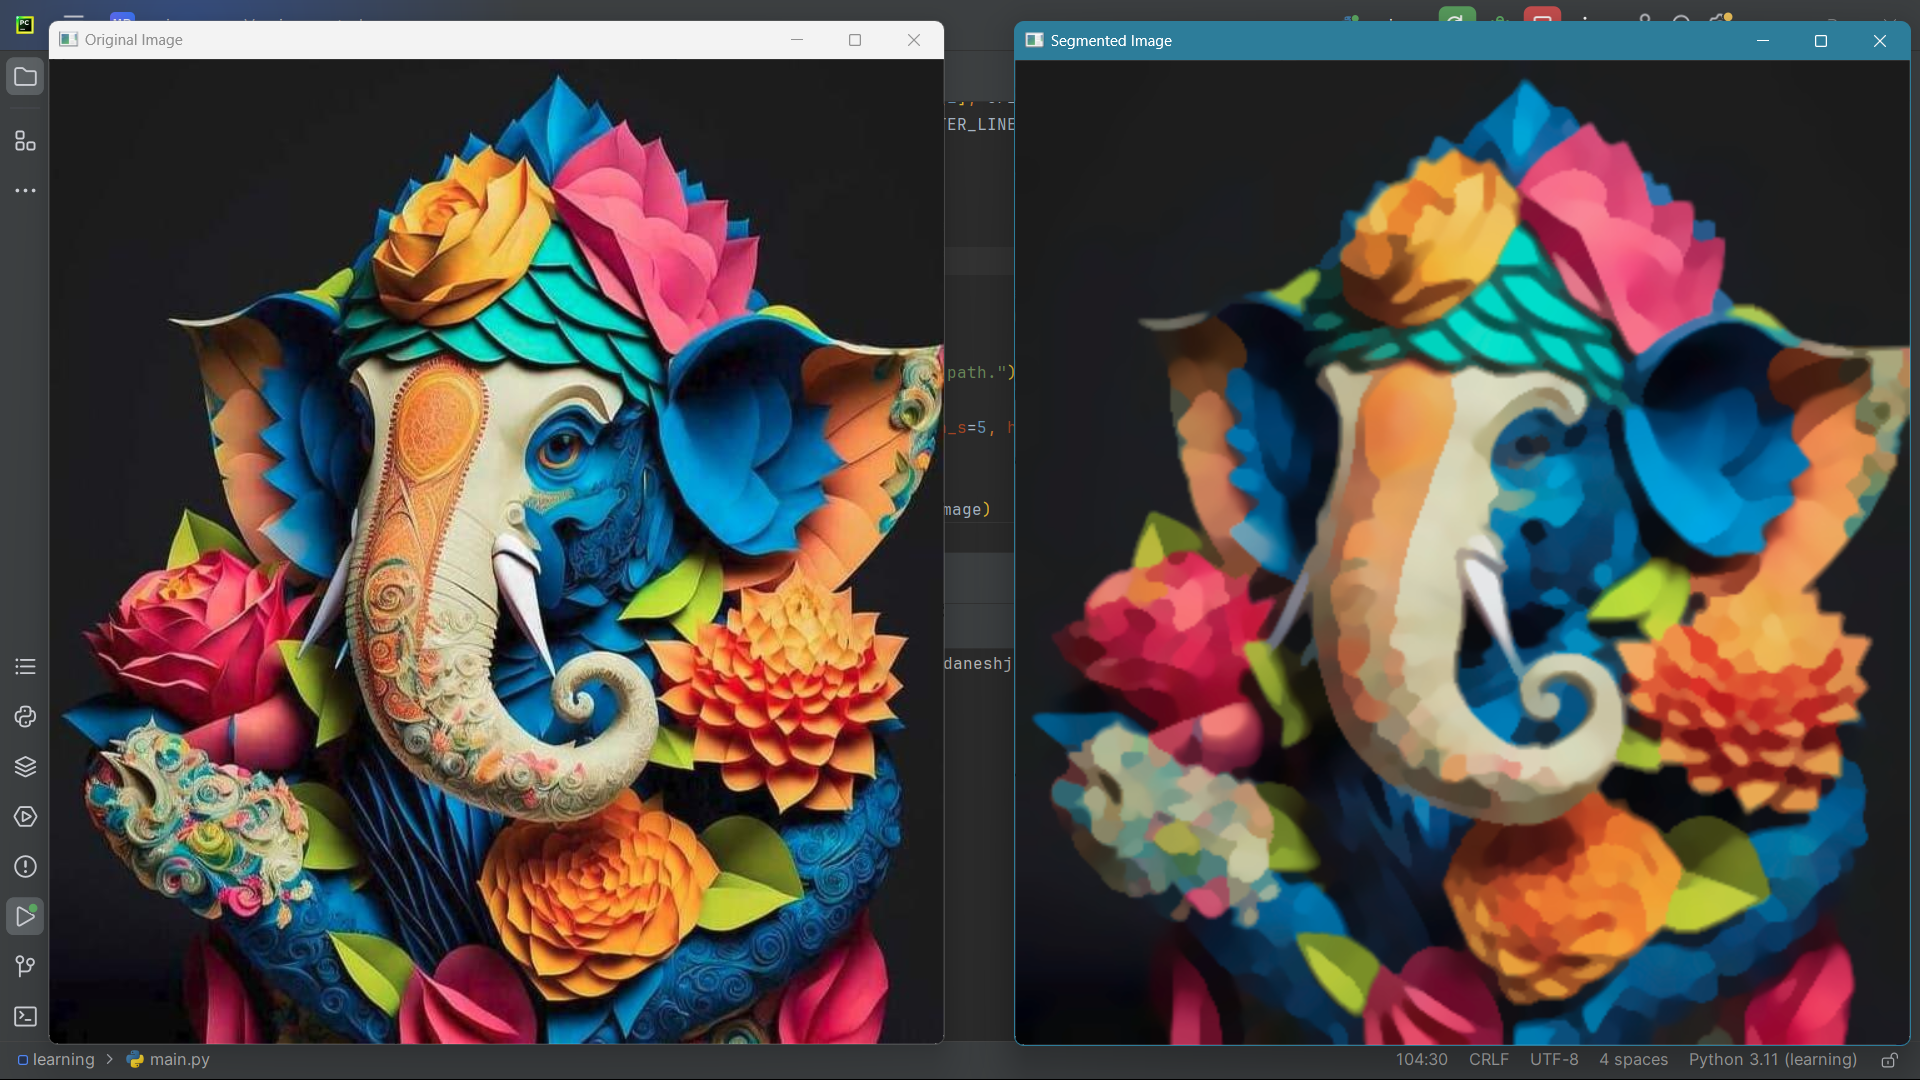 PC
Original Image
Segmented Image
ER_LINE
path.")
_s=5, h
mage)
daneshj
learning > main.py
104:30 CRLF UTF-8 4 spaces Python 3.11 (learning)